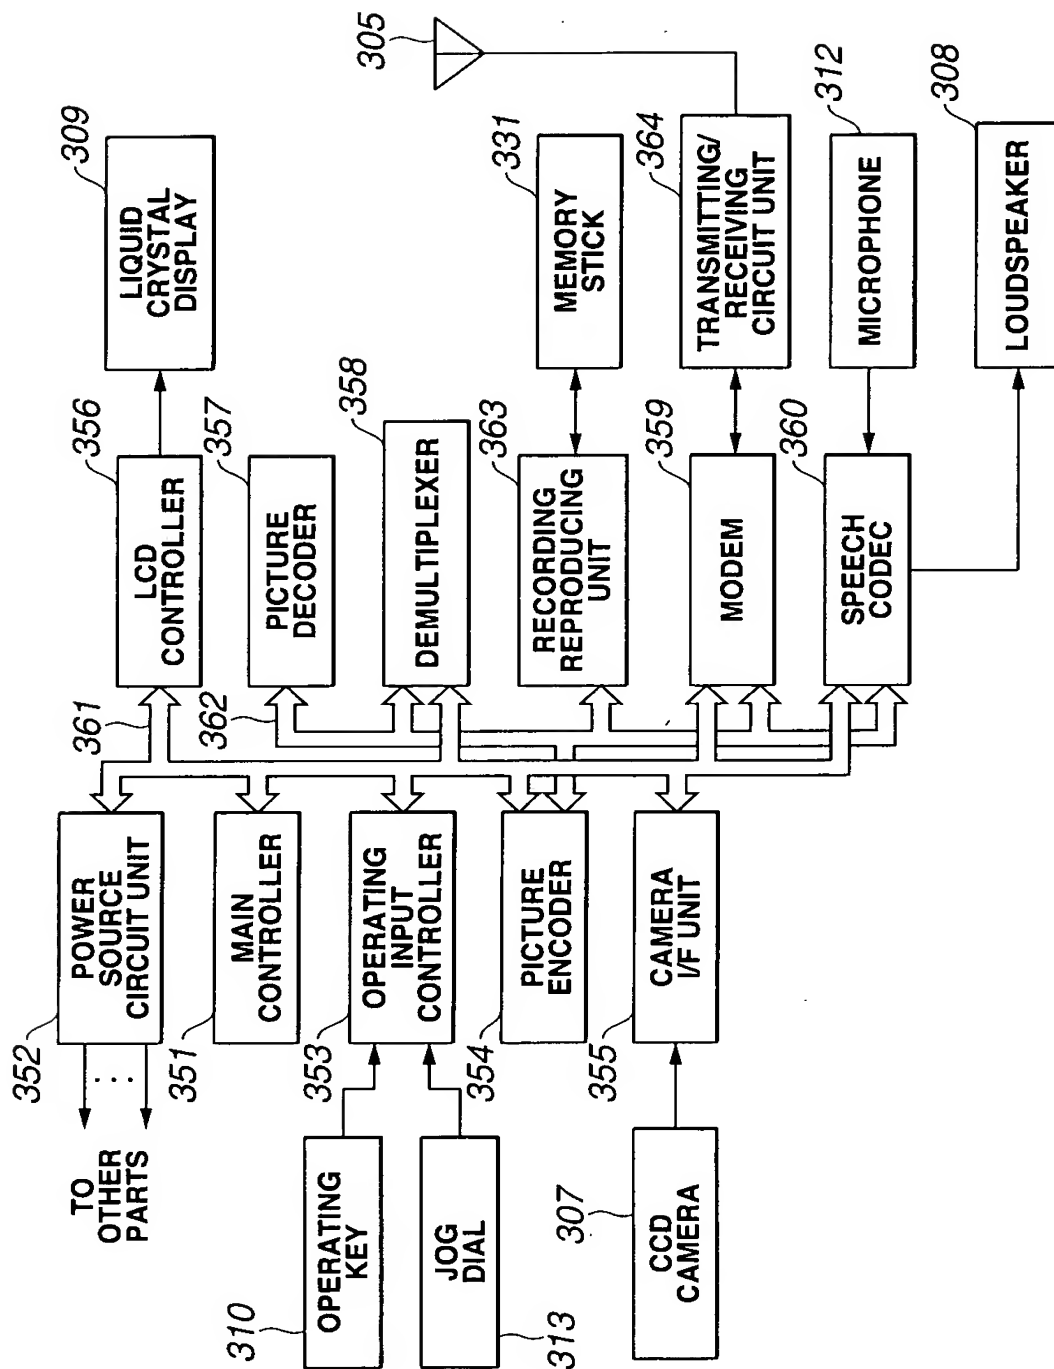 309
LIQUID
CRYSTAL
DISPLAY
305
331
MEMORY
STICK
364
TRANSMITTING/
RECEIVING
CIRCUIT UNIT
312
MICROPHONE
308
LOUDSPEAKER
356
LCD
CONTROLLER
357
PICTURE
DECODER
358
DEMULTIPLEXER
363
RECORDING
REPRODUCING
UNIT
359
MODEM
360
SPEECH
CODEC
361
362
352
POWER
SOURCE
CIRCUIT UNIT
351
MAIN
CONTROLLER
353
OPERATING
INPUT
CONTROLLER
354
PICTURE
ENCODER
355
CAMERA
I/F UNIT
...
TO
OTHER
PARTS
310
OPERATING
KEY
313
JOG
DIAL
307
CCD
CAMERA